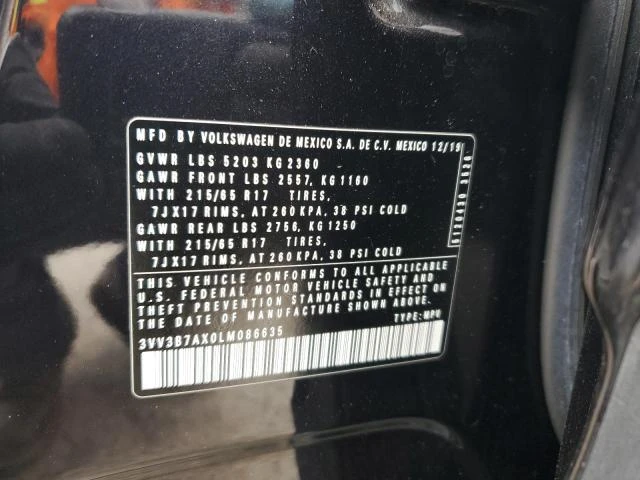 MFD BY VOLKSWAGEN DE MEXICO S.A. DE C.V. MEXICO 12/19
GVWR LBS 5203 KG 2360
GAWR FRONT LBS 2557, KG 1160
WITH 215/65 R17 TIRES,
7JX17 RIMS, AT 260 KPA, 38 PSI COLD
GAWR REAR LBS 2756, KG 1250
WITH 215/65 R17 TIRES,
7JX17 RIMS, AT 260 KPA, 38 PSI COLD
THIS VEHICLE CONFORMS TO ALL APPLICABLE
U.S. FEDERAL MOTOR VEHICLE SAFETY AND
THEFT PREVENTION STANDARDS IN EFFECT ON
THE DATE OF MANUFACTURE SHOWN ABOVE.
3VV3B7AX0LM086635 TYPE: MPV